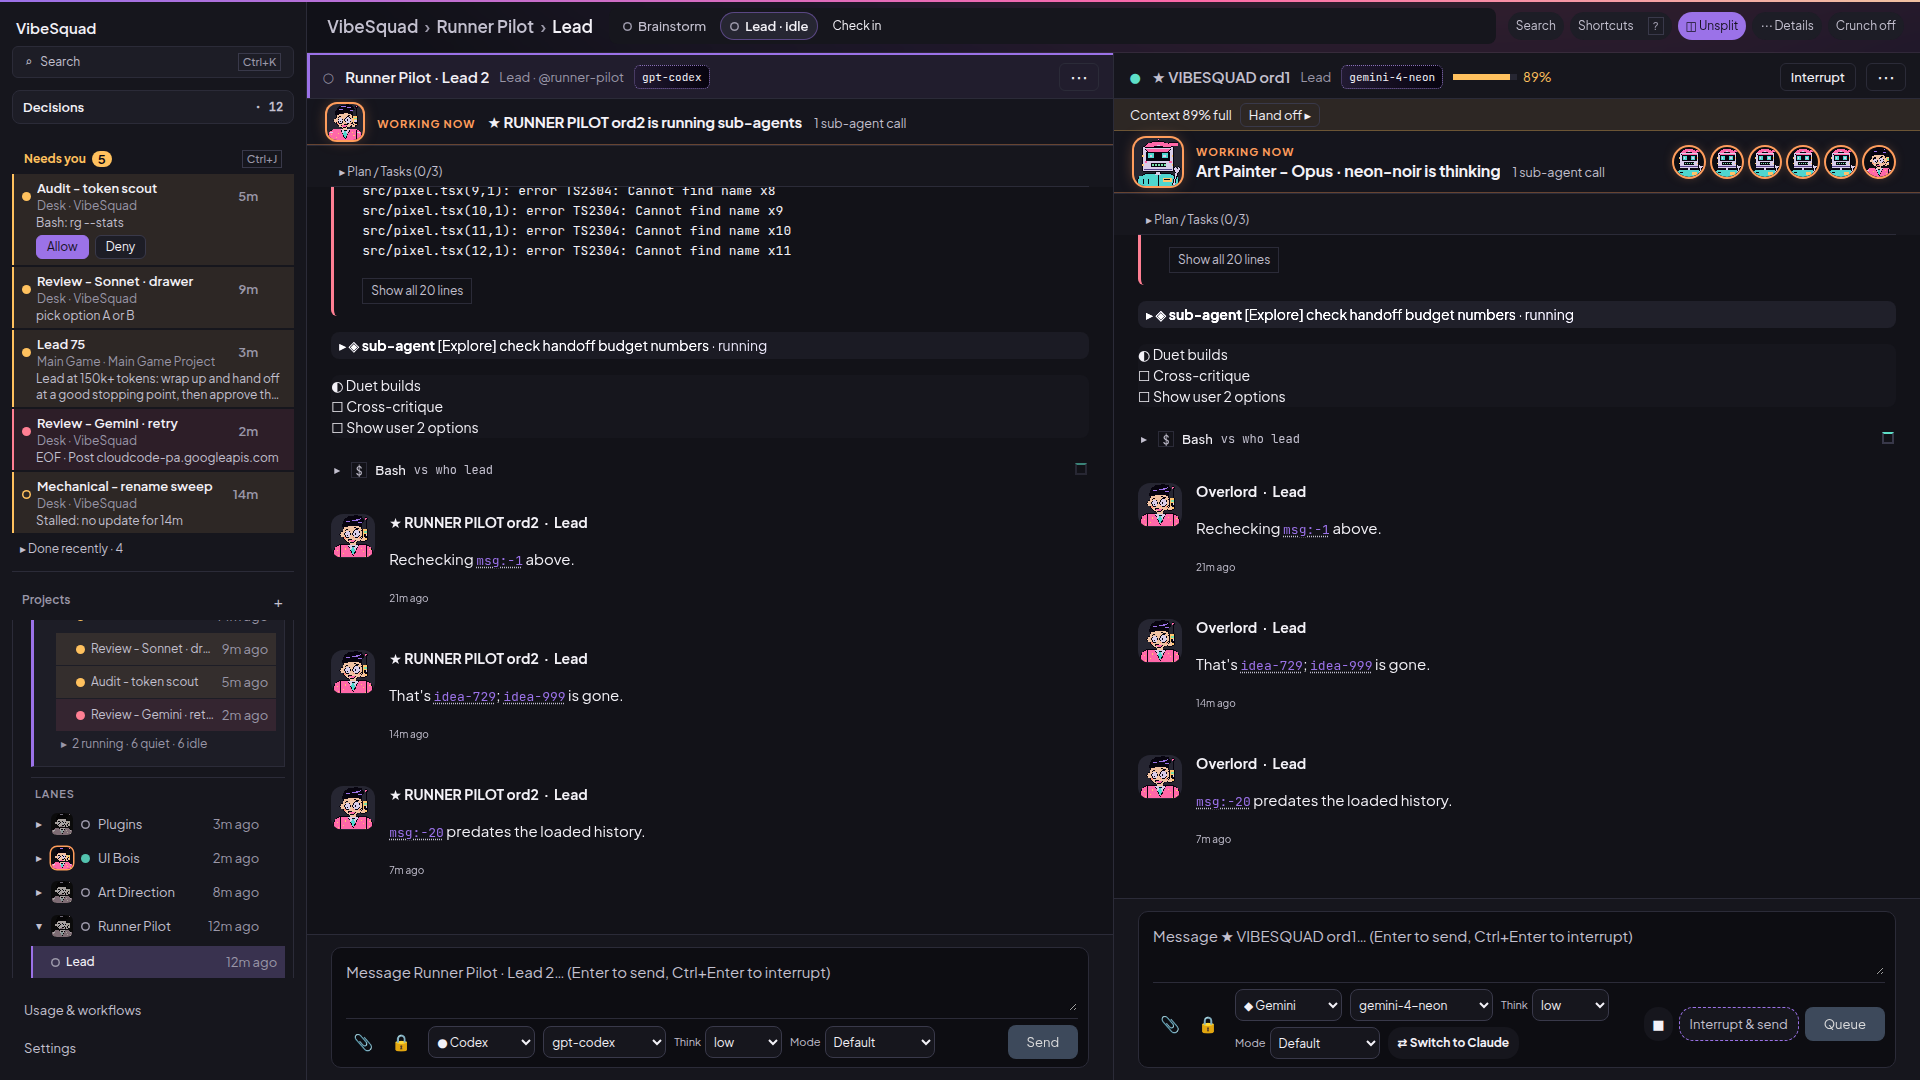 VibeSquad
Search Ctrl+K
Decisions · 12
Needs you 5 Ctrl+J
Audit – token scout 5m
Desk · VibeSquad
Bash: rg --stats
Allow Deny
Review – Sonnet · drawer 9m
Desk · VibeSquad
pick option A or B
Lead 75 3m
Main Game · Main Game Project
Lead at 150k+ tokens: wrap up and hand off
at a good stopping point, then approve th…
Review – Gemini · retry 2m
Desk · VibeSquad
EOF · Post cloudcode-pa.googleapis.com
Mechanical – rename sweep 14m
Desk · VibeSquad
Stalled: no update for 14m
▸ Done recently · 4
Projects +
Review – Sonnet · dr… 9m ago
Audit – token scout 5m ago
Review – Gemini · ret… 2m ago
▸ 2 running · 6 quiet · 6 idle
LANES
▸ Plugins 3m ago
▸ UI Bois 2m ago
▸ Art Direction 8m ago
▾ Runner Pilot 12m ago
Lead 12m ago
Usage & workflows
Settings
VibeSquad › Runner Pilot › Lead Brainstorm Lead · Idle Check in Search Shortcuts ? Unsplit ⋯ Details Crunch off
Runner Pilot · Lead 2 Lead · @runner-pilot gpt-codex ⋯
WORKING NOW ★ RUNNER PILOT ord2 is running sub-agents 1 sub-agent call
▸ Plan / Tasks (0/3)
src/pixel.tsx(9,1): error TS2304: Cannot find name x8
src/pixel.tsx(10,1): error TS2304: Cannot find name x9
src/pixel.tsx(11,1): error TS2304: Cannot find name x10
src/pixel.tsx(12,1): error TS2304: Cannot find name x11
Show all 20 lines
▸ ◈ sub-agent [Explore] check handoff budget numbers · running
◐ Duet builds
☐ Cross-critique
☐ Show user 2 options
▸ $ Bash vs who lead
★ RUNNER PILOT ord2 · Lead
Rechecking msg:-1 above.
21m ago
★ RUNNER PILOT ord2 · Lead
That's idea-729; idea-999 is gone.
14m ago
★ RUNNER PILOT ord2 · Lead
msg:-20 predates the loaded history.
7m ago
Message Runner Pilot · Lead 2… (Enter to send, Ctrl+Enter to interrupt)
Codex gpt-codex Think low Mode Default Send
★ VIBESQUAD ord1 Lead gemini-4-neon 89% Interrupt ⋯
Context 89% full Hand off ▸
WORKING NOW
Art Painter – Opus · neon-noir is thinking 1 sub-agent call
▸ Plan / Tasks (0/3)
Show all 20 lines
▸ ◈ sub-agent [Explore] check handoff budget numbers · running
◐ Duet builds
☐ Cross-critique
☐ Show user 2 options
▸ $ Bash vs who lead
Overlord · Lead
Rechecking msg:-1 above.
21m ago
Overlord · Lead
That's idea-729; idea-999 is gone.
14m ago
Overlord · Lead
msg:-20 predates the loaded history.
7m ago
Message ★ VIBESQUAD ord1… (Enter to send, Ctrl+Enter to interrupt)
◆ Gemini gemini-4-neon Think low
Interrupt & send Queue
Mode Default ⇄ Switch to Claude